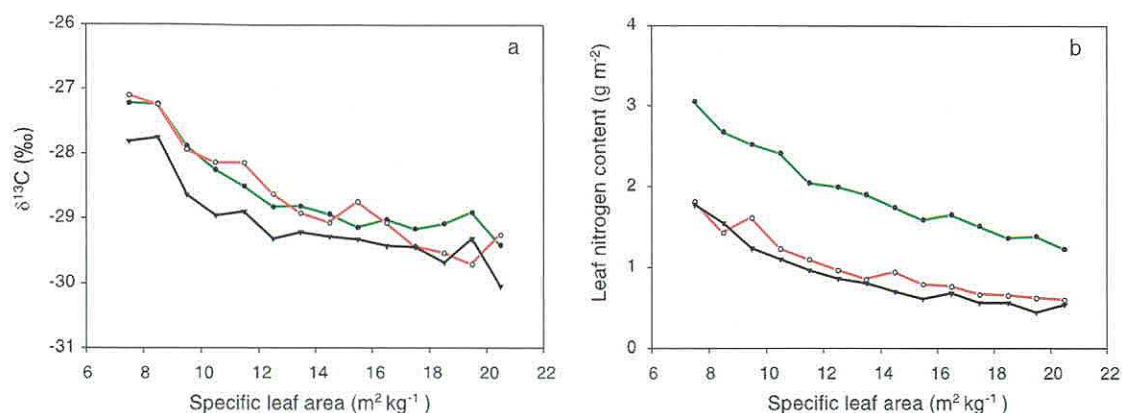 a
δ¹³C (‰)
-26
-27
-28
-29
-30
-31
6 8 10 12 14 16 18 20 22
Specific leaf area (m² kg⁻¹ )
b
Leaf nitrogen content (g m⁻²)
4
3
2
1
0
6 8 10 12 14 16 18 20 22
Specific leaf area (m² kg⁻¹ )